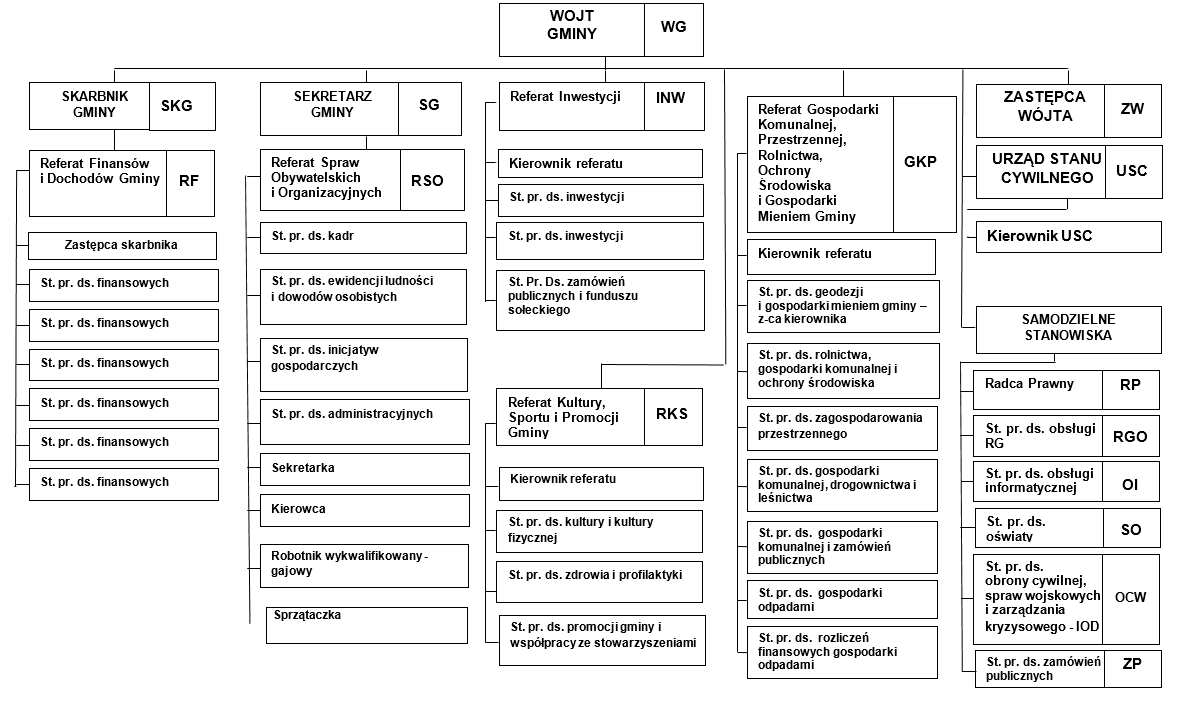 WOJT
GMINY
WG
SKARBNIK
GMINY
SKG
Referat Finansów
i Dochodów Gminy
RF
Zastępca skarbnika
St. pr. ds. finansowych
St. pr. ds. finansowych
St. pr. ds. finansowych
St. pr. ds. finansowych
St. pr. ds. finansowych
St. pr. ds. finansowych
SEKRETARZ
GMINY
SG
Referat Spraw
Obywatelskich
i Organizacyjnych
RSO
St. pr. ds. kadr
St. pr. ds. ewidencji ludności
i dowodów osobistych
St. pr. ds. inicjatyw
gospodarczych
St. pr. ds. administracyjnych
Sekretarka
Kierowca
Robotnik wykwalifikowany -
gajowy
Sprzątaczka
Referat Inwestycji
INW
Kierownik referatu
St. pr. ds. inwestycji
St. pr. ds. inwestycji
St. Pr. Ds. zamówień
publicznych i funduszu
sołeckiego
Referat Kultury,
Sportu i Promocji
Gminy
RKS
Kierownik referatu
St. pr. ds. kultury i kultury
fizycznej
St. pr. ds. zdrowia i profilaktyki
St. pr. ds. promocji gminy i
współpracy ze stowarzyszeniami
Referat Gospodarki
Komunalnej,
Przestrzennej,
Rolnictwa,
Ochrony
Środowiska
i Gospodarki
Mieniem Gminy
GKP
Kierownik referatu
St. pr. ds. geodezji
i gospodarki mieniem gminy –
z-ca kierownika
St. pr. ds. rolnictwa,
gospodarki komunalnej i
ochrony środowiska
St. pr. ds. zagospodarowania
przestrzennego
St. pr. ds. gospodarki
komunalnej, drogownictwa i
leśnictwa
St. pr. ds. gospodarki
komunalnej i zamówień
publicznych
St. pr. ds. gospodarki
odpadami
St. pr. ds. rozliczeń
finansowych gospodarki
odpadami
ZASTĘPCA
WÓJTA
ZW
URZĄD STANU
CYWILNEGO
USC
Kierownik USC
SAMODZIELNE
STANOWISKA
Radca Prawny
RP
St. pr. ds. obsługi
RG
RGO
St. pr. ds. obsługi
informatycznej
OI
St. pr. ds.
oświaty
SO
St. pr. ds.
obrony cywilnej,
spraw wojskowych
i zarządzania
kryzysowego - IOD
OCW
St. pr. ds. zamówień
publicznych
ZP